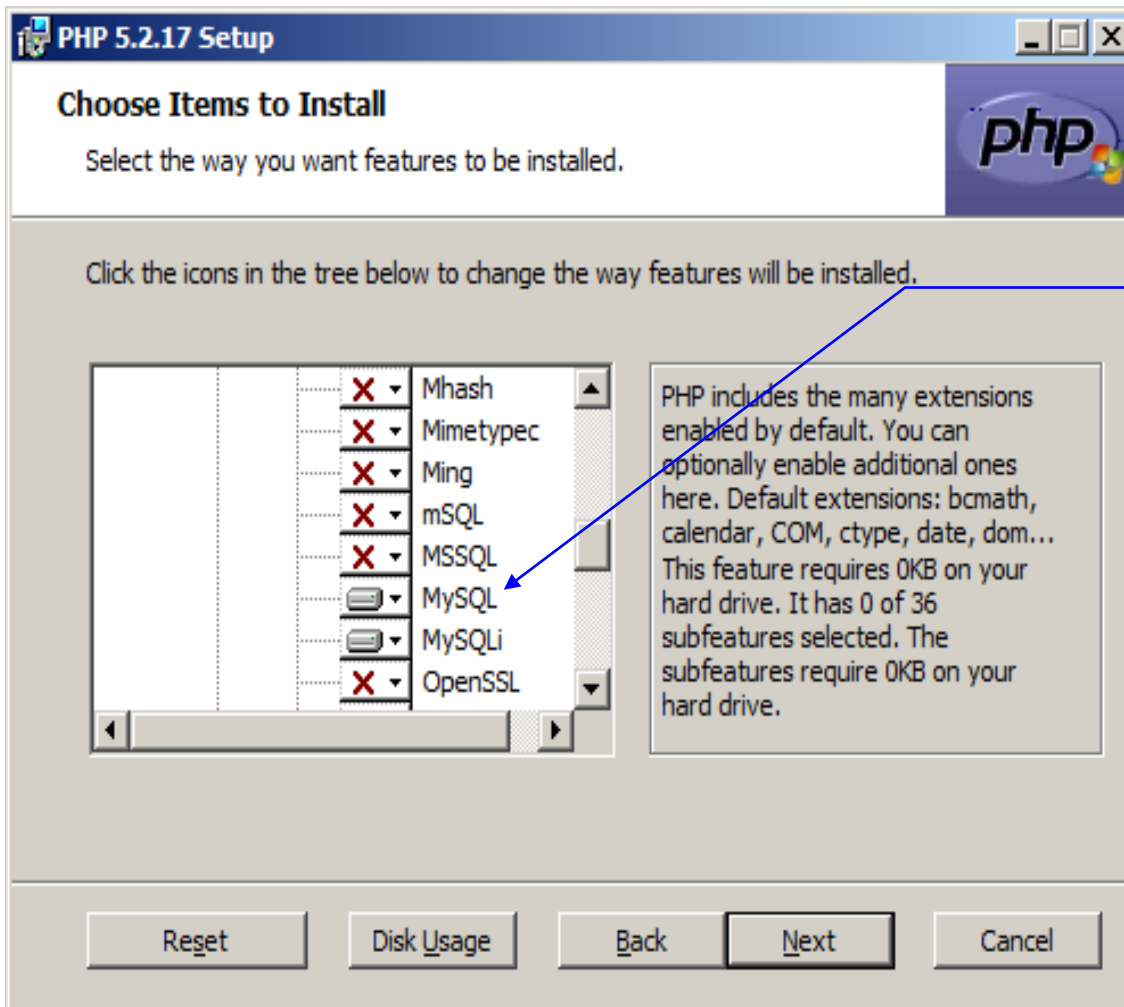 PHP 5.2.17 Setup
Choose Items to Install
Select the way you want features to be installed.
php
Click the icons in the tree below to change the way features will be installed.
Mhash
Mimetypec
Ming
mSQL
MSSQL
MySQL
MySQLi
OpenSSL
PHP includes the many extensions
enabled by default. You can
optionally enable additional ones
here. Default extensions: bcmath,
calendar, COM, ctype, date, dom...
This feature requires 0KB on your
hard drive. It has 0 of 36
subfeatures selected. The
subfeatures require 0KB on your
hard drive.
Reset Disk Usage Back Next Cancel